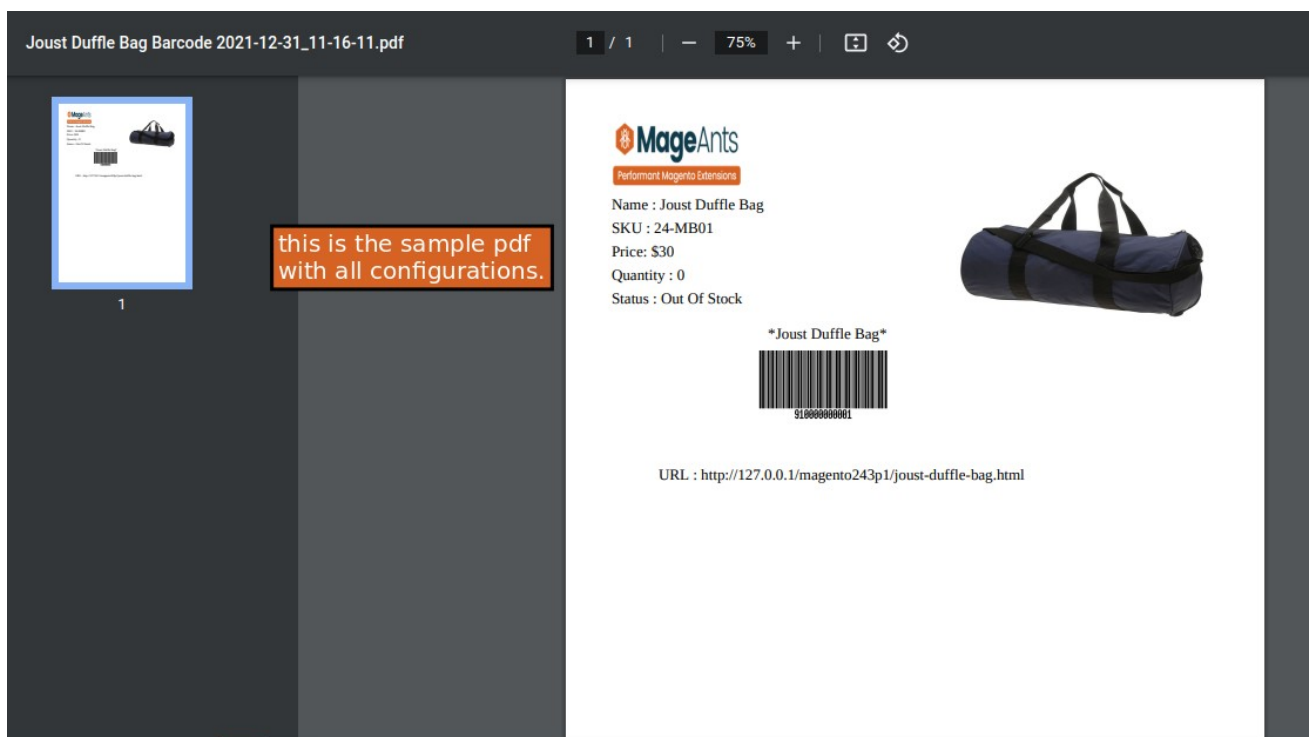 Joust Duffle Bag Barcode 2021-12-31_11-16-11.pdf
1 / 1
75%
1
this is the sample pdf
with all configurations.
MageAnts
Performant Magento Extensions
Name : Joust Duffle Bag
SKU : 24-MB01
Price: $30
Quantity : 0
Status : Out Of Stock
*Joust Duffle Bag*
910000000001
URL : http://127.0.0.1/magento243p1/joust-duffle-bag.html